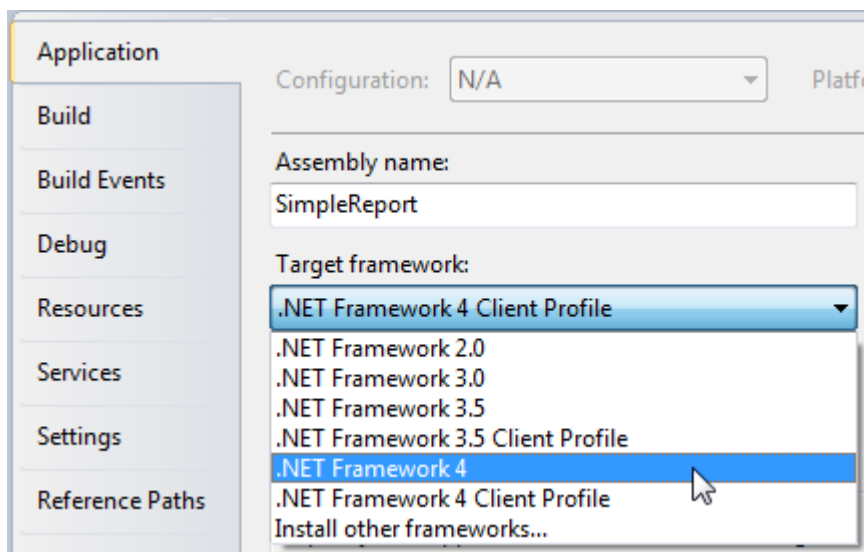 Application
Build
Build Events
Debug
Resources
Services
Settings
Reference Paths
Configuration: N/A
Assembly name:
SimpleReport
Target framework:
.NET Framework 4 Client Profile
.NET Framework 2.0
.NET Framework 3.0
.NET Framework 3.5
.NET Framework 3.5 Client Profile
.NET Framework 4
.NET Framework 4 Client Profile
Install other frameworks...